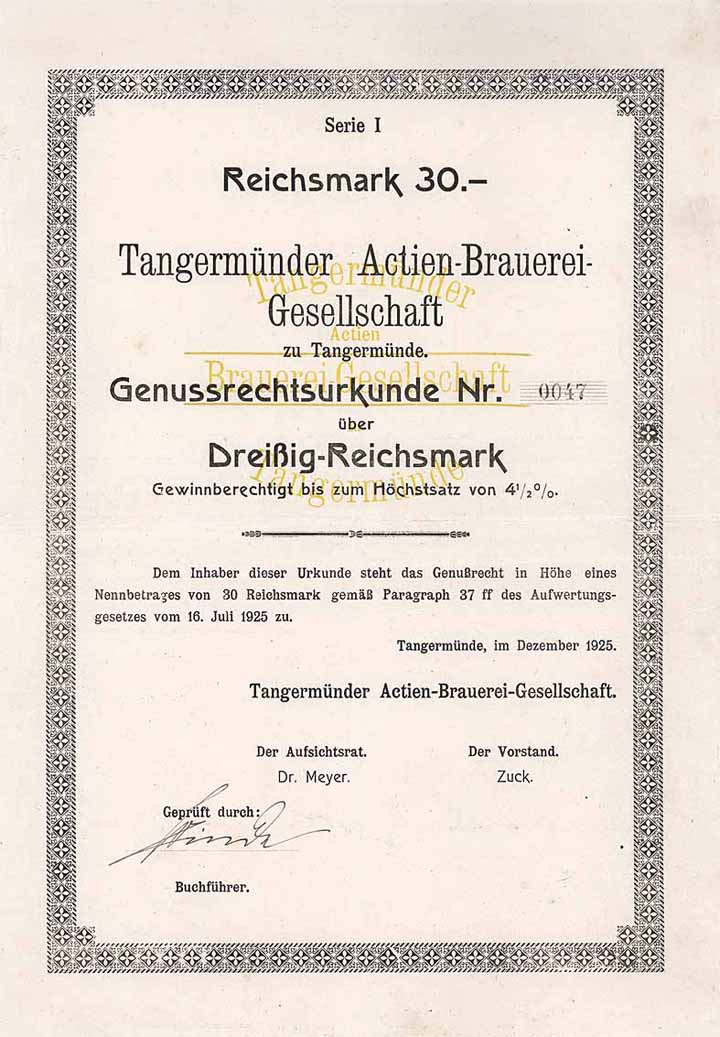 Serie I
Reichsmark 30.–
Tangermünder Actien-Brauerei-
Gesellschaft
zu Tangermünde.
Genussrechtsurkunde Nr. 0047
über
Dreißig-Reichsmark
Gewinnberechtigt bis zum Höchstsatz von 4½%.
Tangermünder
Actien
Brauerei-Gesellschaft
Tangermünde
Dem Inhaber dieser Urkunde steht das Genußrecht in Höhe eines
Nennbetrages von 30 Reichsmark gemäß Paragraph 37 ff des Aufwertungs-
gesetzes vom 16. Juli 1925 zu.
Tangermünde, im Dezember 1925.
Tangermünder Actien-Brauerei-Gesellschaft.
Der Aufsichtsrat. Der Vorstand.
Dr. Meyer. Zuck.
Geprüft durch:
Buchführer.